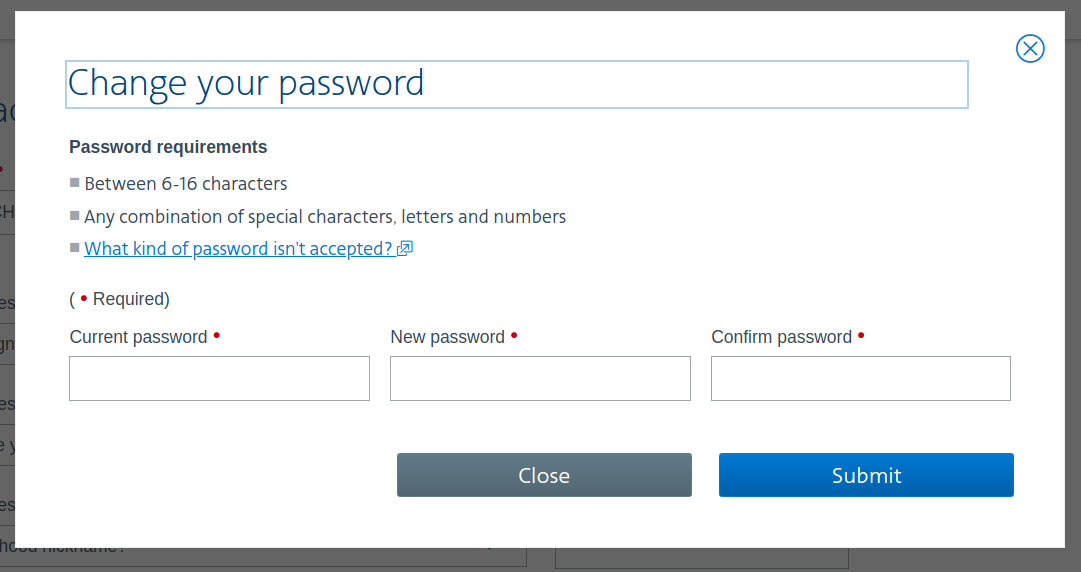 Change your password
Password requirements
Between 6-16 characters
Any combination of special characters, letters and numbers
What kind of password isn't accepted?
( • Required)
Current password •
New password •
Confirm password •
Close
Submit